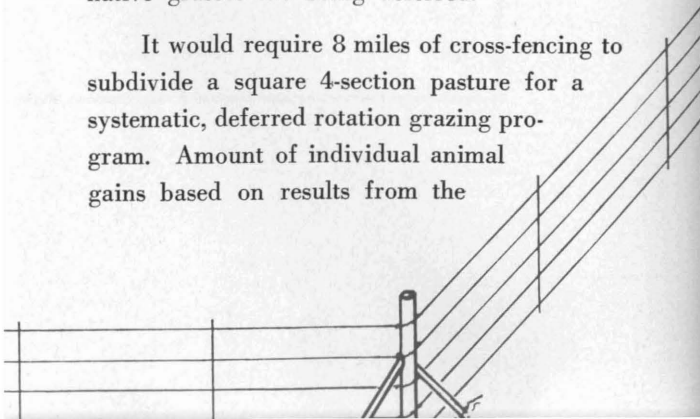 It would require 8 miles of cross-fencing to
subdivide a square 4-section pasture for a
systematic, deferred rotation grazing pro-
gram. Amount of individual animal
gains based on results from the